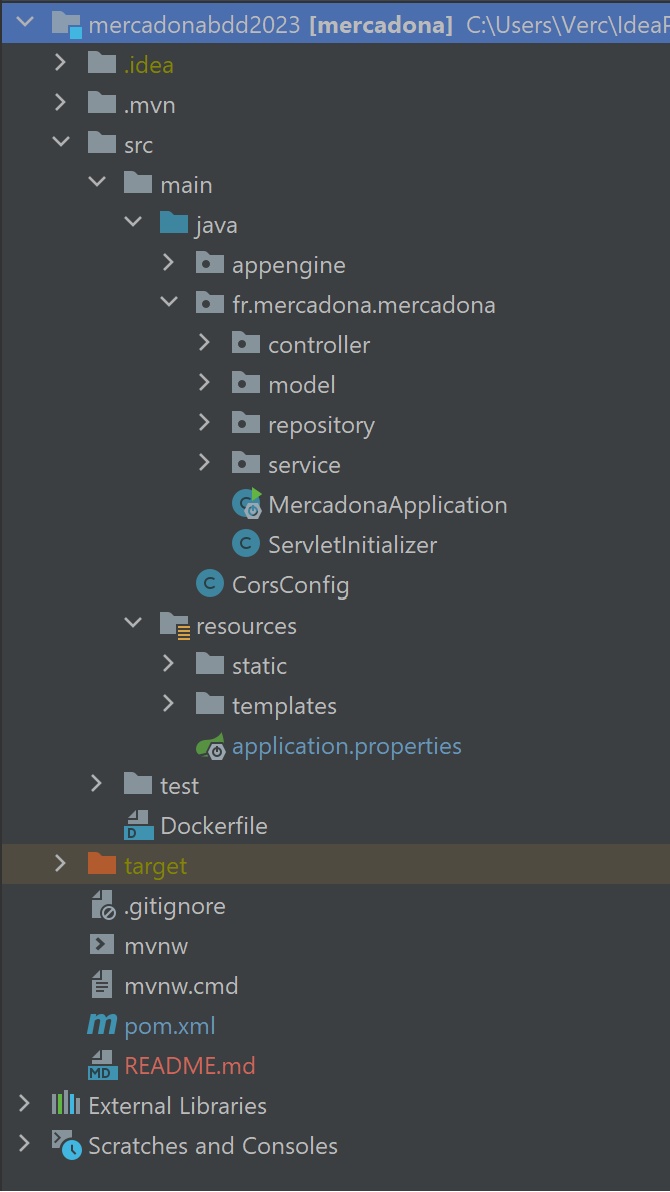 mercadonabdd2023 [mercadona] C:\Users\Verc\IdeaP
.idea
.mvn
src
main
java
appengine
fr.mercadona.mercadona
controller
model
repository
service
MercadonaApplication
ServletInitializer
CorsConfig
resources
static
templates
application.properties
test
Dockerfile
target
.gitignore
mvnw
mvnw.cmd
pom.xml
README.md
External Libraries
Scratches and Consoles